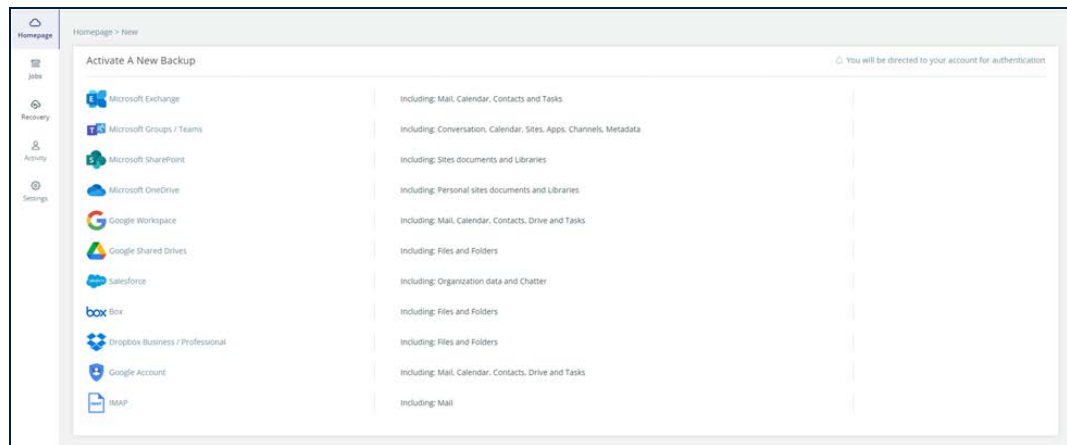 Homepage
Jobs
Recovery
Activity
Settings
Homepage > New
Activate A New Backup
You will be directed to your account for authentication
Microsoft Exchange Including: Mail, Calendar, Contacts and Tasks
Microsoft Groups / Teams Including: Conversation, Calendar, Sites, Apps, Channels, Metadata
Microsoft SharePoint Including: Sites documents and Libraries
Microsoft OneDrive Including: Personal sites documents and Libraries
Google Workspace Including: Mail, Calendar, Contacts, Drive and Tasks
Google Shared Drives Including: Files and Folders
Salesforce Including: Organization data and Chatter
box Box Including: Files and Folders
Dropbox Business / Professional Including: Files and Folders
Google Account Including: Mail, Calendar, Contacts, Drive and Tasks
IMAP Including: Mail